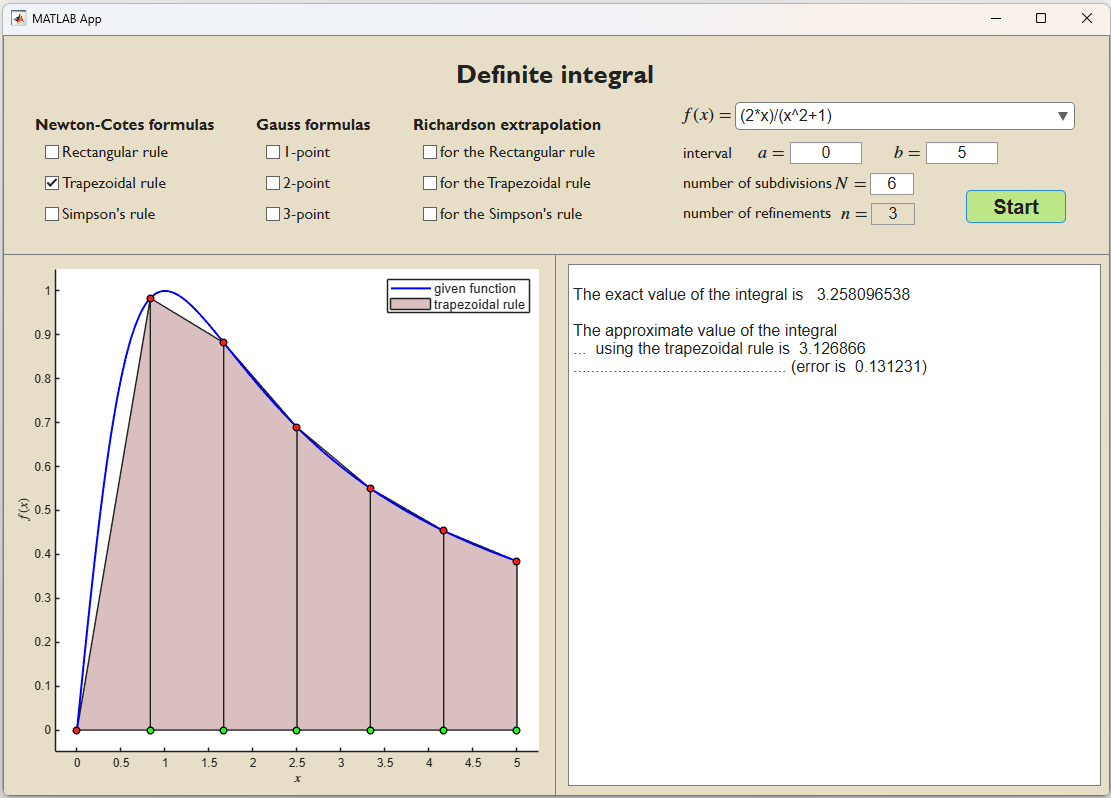 MATLAB App
Definite integral
Newton-Cotes formulas
Rectangular rule
Trapezoidal rule
Simpson's rule
Gauss formulas
1-point
2-point
3-point
Richardson extrapolation
for the Rectangular rule
for the Trapezoidal rule
for the Simpson's rule
f(x) = (2*x)/(x^2+1)
interval a = 0 b = 5
number of subdivisions N = 6
number of refinements n = 3
Start
given function
trapezoidal rule
1
0.9
0.8
0.7
0.6
0.5
0.4
0.3
0.2
0.1
0
f(x)
0 0.5 1 1.5 2 2.5 3 3.5 4 4.5 5
x
The exact value of the integral is 3.258096538
The approximate value of the integral
... using the trapezoidal rule is 3.126866
................................................ (error is 0.131231)